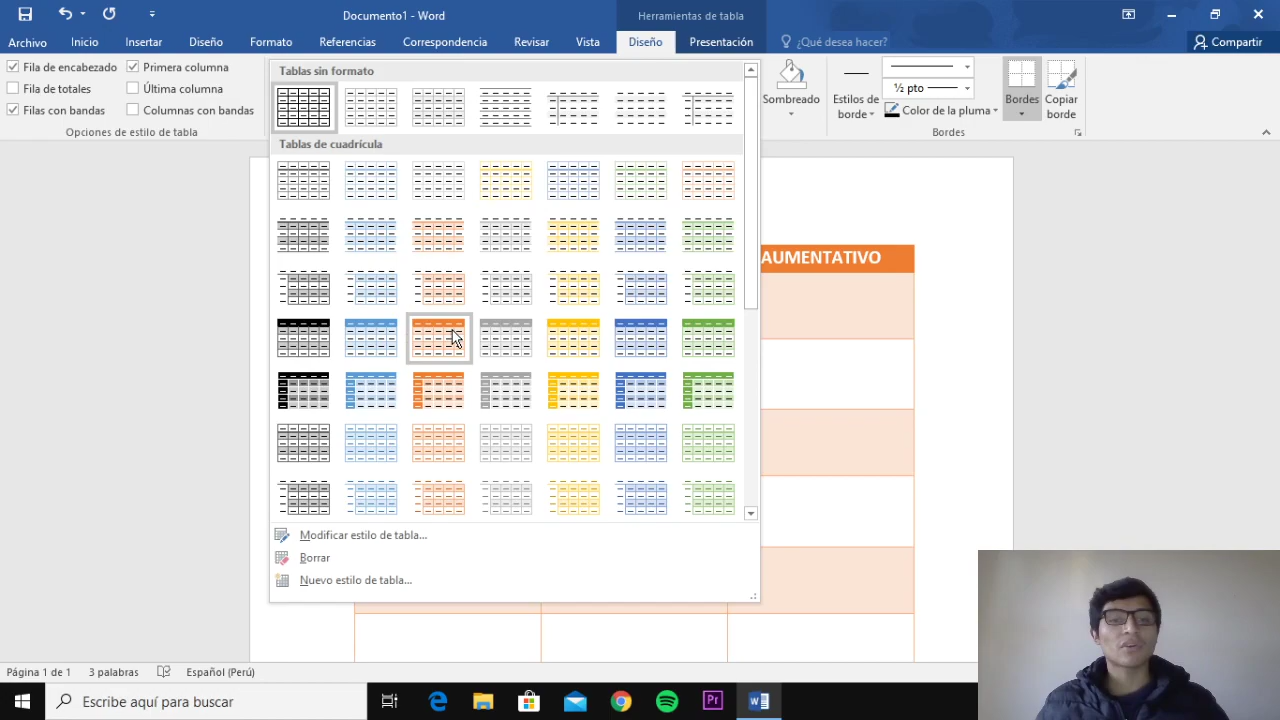 Documento1 - Word
Herramientas de tabla
Archivo
Inicio
Insertar
Diseño
Formato
Referencias
Correspondencia
Revisar
Vista
Diseño
Presentación
¿Qué desea hacer?
Compartir
Fila de encabezado
Primera columna
Fila de totales
Última columna
Filas con bandas
Columnas con bandas
Opciones de estilo de tabla
Tablas sin formato
Tablas de cuadrícula
Modificar estilo de tabla...
Borrar
Nuevo estilo de tabla...
Sombreado
Estilos de
borde
½ pto
Color de la pluma
Bordes
Copiar
borde
Bordes
AUMENTATIVO
Página 1 de 1
3 palabras
Español (Perú)
Escribe aquí para buscar
Pr
W